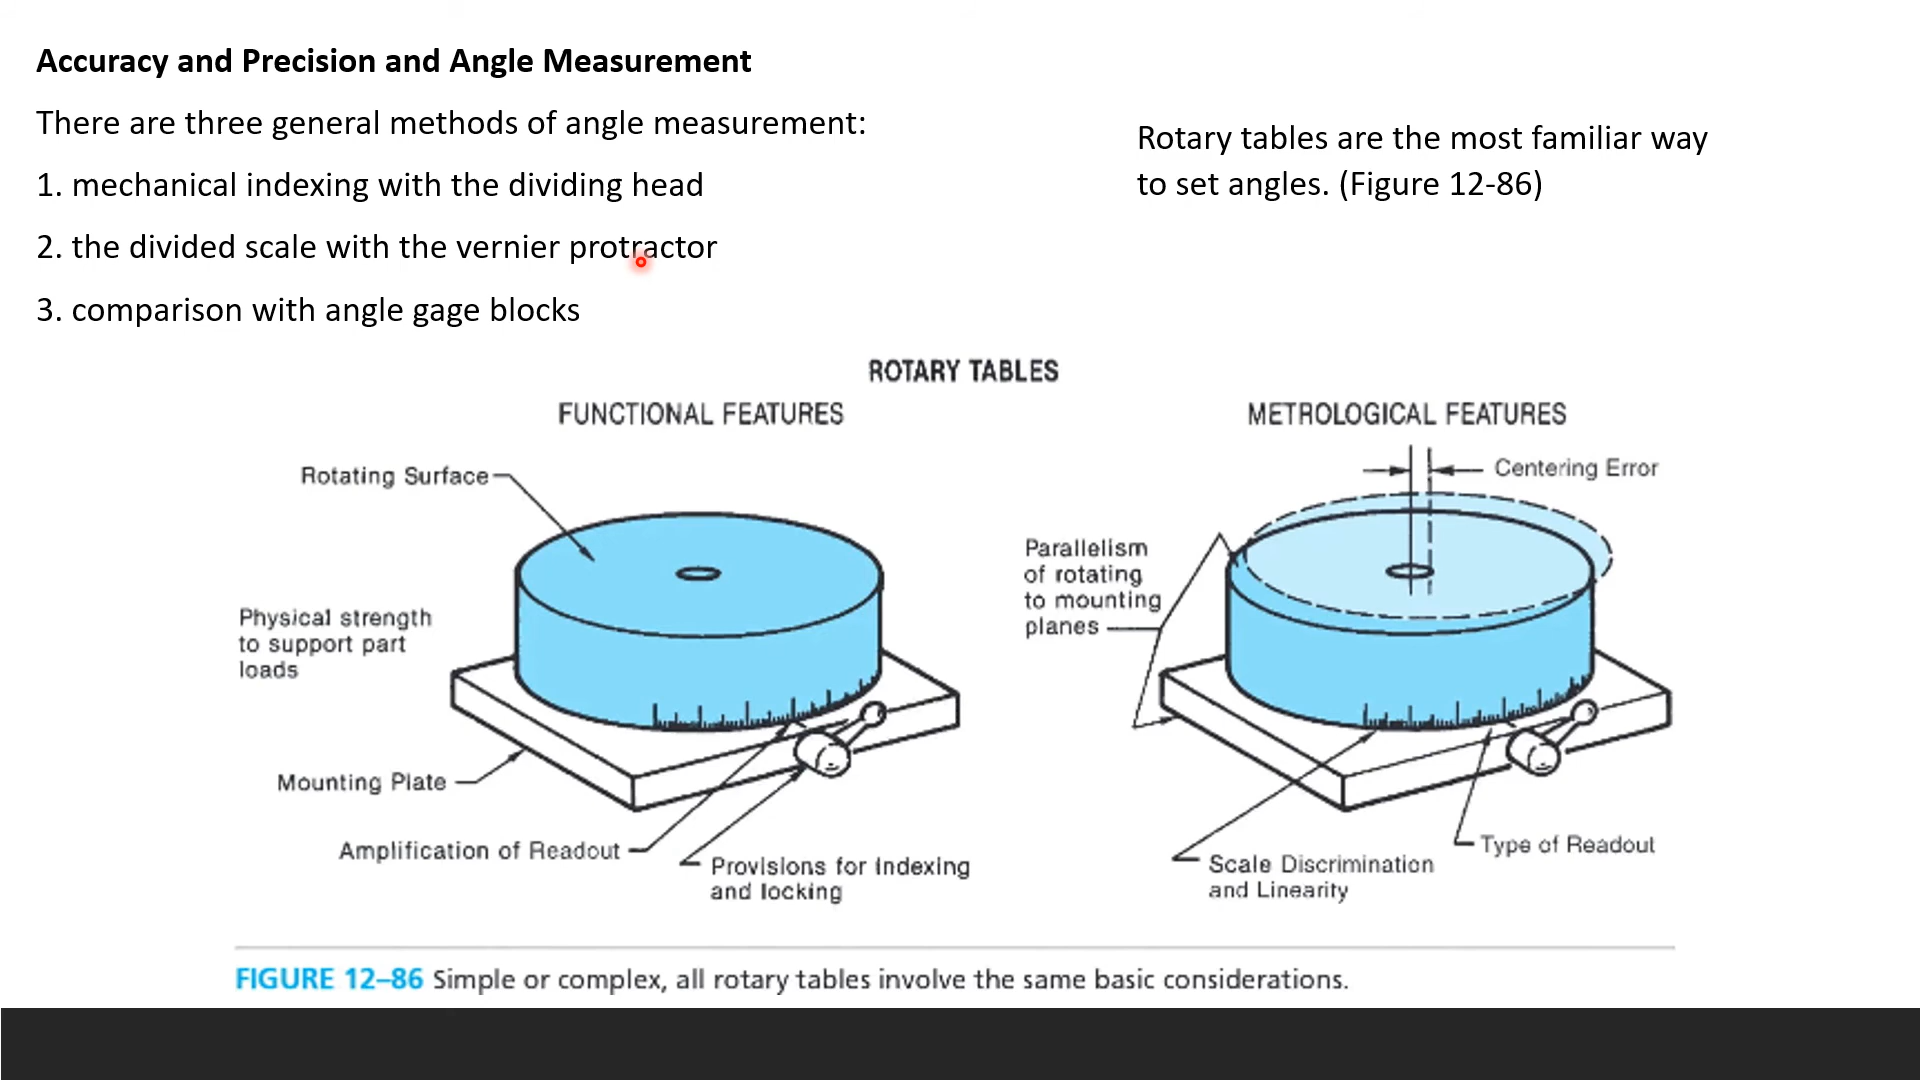 Accuracy and Precision and Angle Measurement
There are three general methods of angle measurement:
1. mechanical indexing with the dividing head
2. the divided scale with the vernier protractor
3. comparison with angle gage blocks
Rotary tables are the most familiar way
to set angles. (Figure 12-86)
ROTARY TABLES
FUNCTIONAL FEATURES
Rotating Surface
Physical strength
to support part
loads
Mounting Plate
Amplification of Readout
Provisions for Indexing
and locking
METROLOGICAL FEATURES
Centering Error
Parallelism
of rotating
to mounting
planes
Type of Readout
Scale Discrimination
and Linearity
FIGURE 12–86 Simple or complex, all rotary tables involve the same basic considerations.